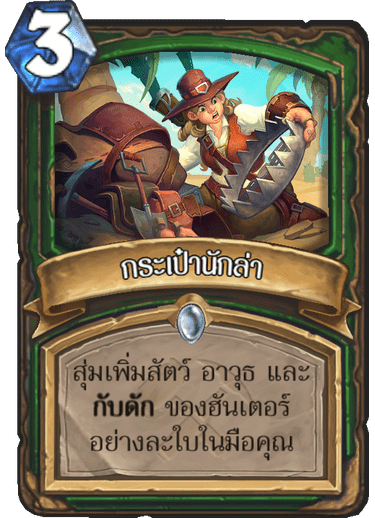 3
กระเป๋านักล่า
สุ่มเพิ่มสัตว์ อาวุธ และ
กับดัก ของฮันเตอร์
อย่างละใบในมือคุณ